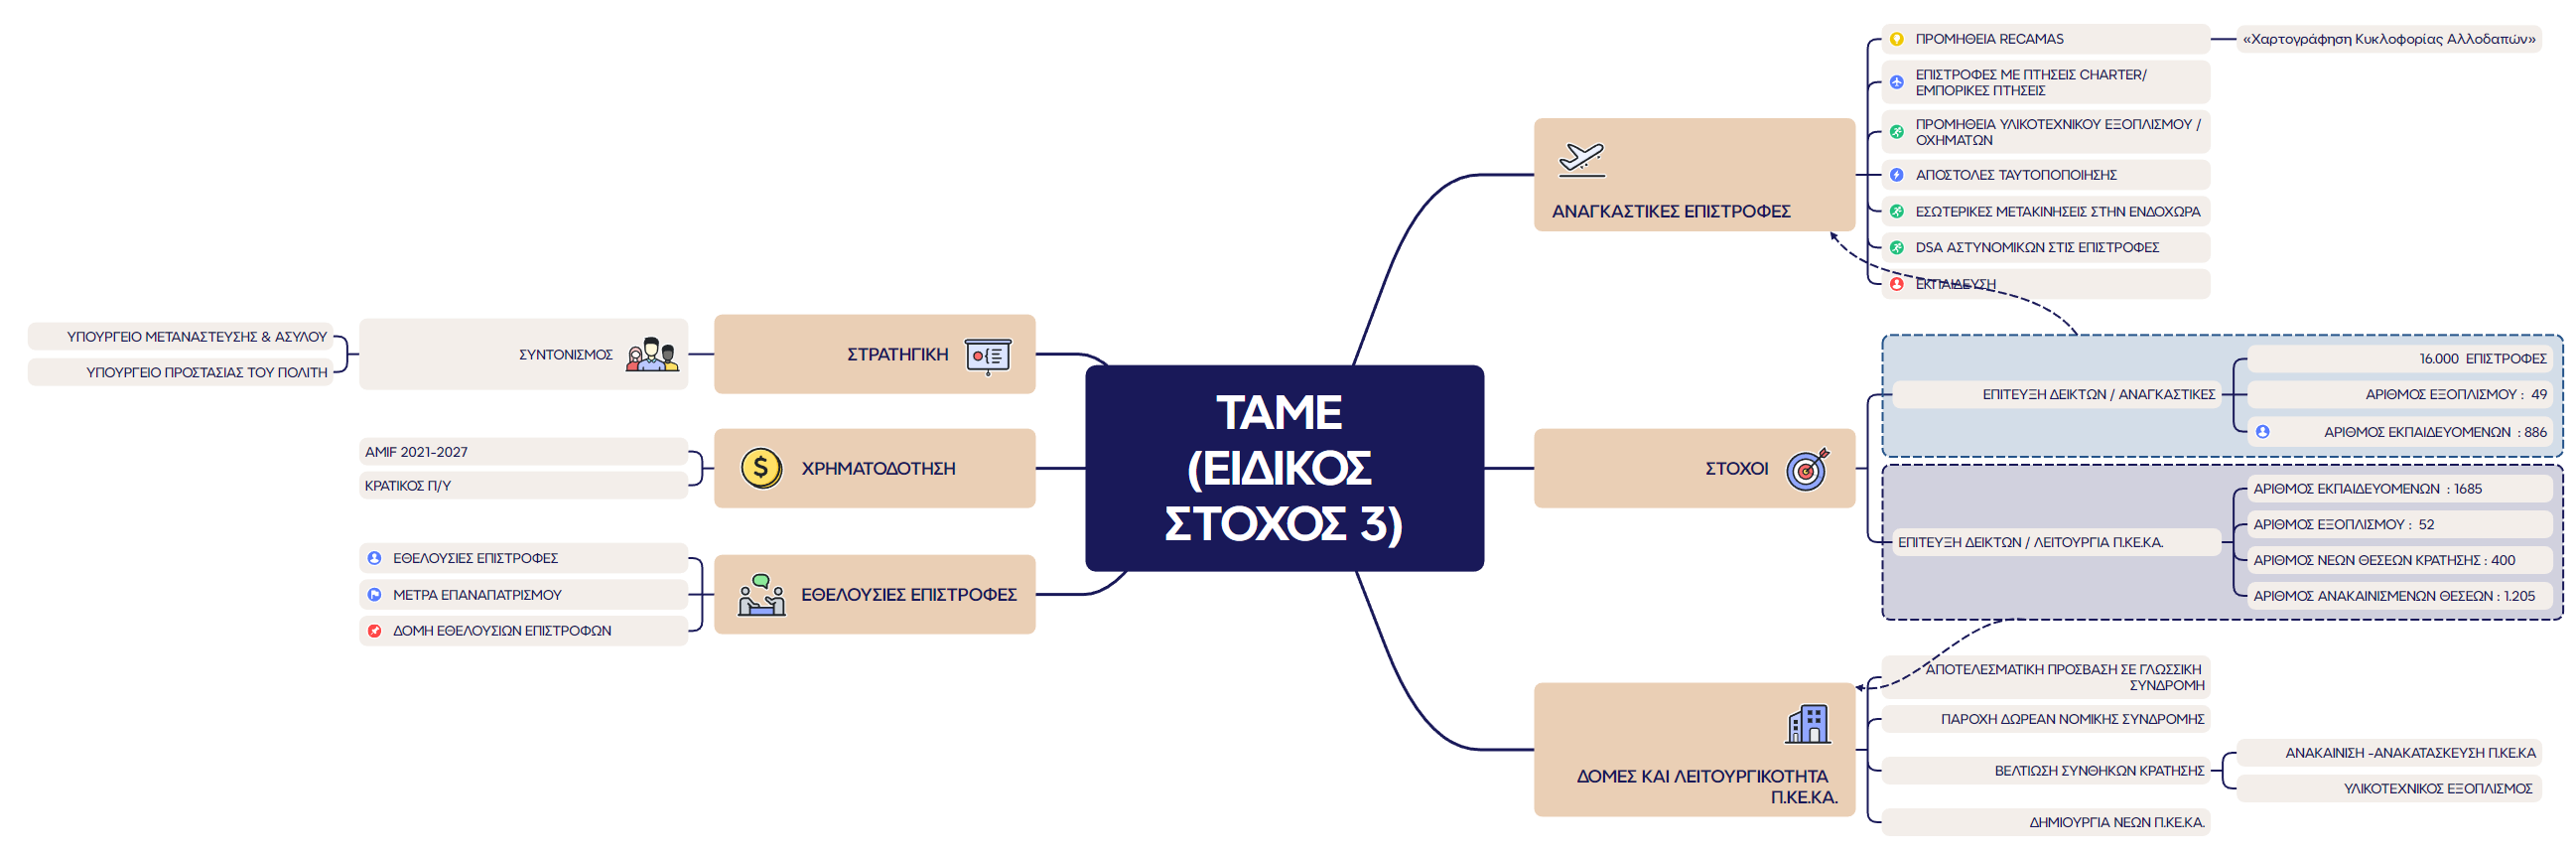 ΤΑΜΕ
(ΕΙΔΙΚΟΣ
ΣΤΟΧΟΣ 3)
ΑΝΑΓΚΑΣΤΙΚΕΣ ΕΠΙΣΤΡΟΦΕΣ
ΠΡΟΜΗΘΕΙΑ RECAMAS
«Χαρτογράφηση Κυκλοφορίας Αλλοδαπών»
ΕΠΙΣΤΡΟΦΕΣ ΜΕ ΠΤΗΣΕΙΣ CHARTER/
ΕΜΠΟΡΙΚΕΣ ΠΤΗΣΕΙΣ
ΠΡΟΜΗΘΕΙΑ ΥΛΙΚΟΤΕΧΝΙΚΟΥ ΕΞΟΠΛΙΣΜΟΥ /
ΟΧΗΜΑΤΩΝ
ΑΠΟΣΤΟΛΕΣ ΤΑΥΤΟΠΟΠΟΙΗΣΗΣ
ΕΣΩΤΕΡΙΚΕΣ ΜΕΤΑΚΙΝΗΣΕΙΣ ΣΤΗΝ ΕΝΔΟΧΩΡΑ
DSA ΑΣΤΥΝΟΜΙΚΩΝ ΣΤΙΣ ΕΠΙΣΤΡΟΦΕΣ
ΕΚΠΑΙΔΕΥΣΗ
ΣΤΟΧΟΙ
ΕΠΙΤΕΥΞΗ ΔΕΙΚΤΩΝ / ΑΝΑΓΚΑΣΤΙΚΕΣ
16.000 ΕΠΙΣΤΡΟΦΕΣ
ΑΡΙΘΜΟΣ ΕΞΟΠΛΙΣΜΟΥ : 49
ΑΡΙΘΜΟΣ ΕΚΠΑΙΔΕΥΟΜΕΝΩΝ : 886
ΕΠΙΤΕΥΞΗ ΔΕΙΚΤΩΝ / ΛΕΙΤΟΥΡΓΙΑ Π.ΚΕ.ΚΑ.
ΑΡΙΘΜΟΣ ΕΚΠΑΙΔΕΥΟΜΕΝΩΝ : 1685
ΑΡΙΘΜΟΣ ΕΞΟΠΛΙΣΜΟΥ : 52
ΑΡΙΘΜΟΣ ΝΕΩΝ ΘΕΣΕΩΝ ΚΡΑΤΗΣΗΣ : 400
ΑΡΙΘΜΟΣ ΑΝΑΚΑΙΝΙΣΜΕΝΩΝ ΘΕΣΕΩΝ : 1.205
ΔΟΜΕΣ ΚΑΙ ΛΕΙΤΟΥΡΓΙΚΟΤΗΤΑ
Π.ΚΕ.ΚΑ.
ΑΠΟΤΕΛΕΣΜΑΤΙΚΗ ΠΡΟΣΒΑΣΗ ΣΕ ΓΛΩΣΣΙΚΗ
ΣΥΝΔΡΟΜΗ
ΠΑΡΟΧΗ ΔΩΡΕΑΝ ΝΟΜΙΚΗΣ ΣΥΝΔΡΟΜΗΣ
ΒΕΛΤΙΩΣΗ ΣΥΝΘΗΚΩΝ ΚΡΑΤΗΣΗΣ
ΑΝΑΚΑΙΝΙΣΗ -ΑΝΑΚΑΤΑΣΚΕΥΣΗ Π.ΚΕ.ΚΑ
ΥΛΙΚΟΤΕΧΝΙΚΟΣ ΕΞΟΠΛΙΣΜΟΣ
ΔΗΜΙΟΥΡΓΙΑ ΝΕΩΝ Π.ΚΕ.ΚΑ.
ΣΤΡΑΤΗΓΙΚΗ
ΣΥΝΤΟΝΙΣΜΟΣ
ΥΠΟΥΡΓΕΙΟ ΜΕΤΑΝΑΣΤΕΥΣΗΣ & ΑΣΥΛΟΥ
ΥΠΟΥΡΓΕΙΟ ΠΡΟΣΤΑΣΙΑΣ ΤΟΥ ΠΟΛΙΤΗ
ΧΡΗΜΑΤΟΔΟΤΗΣΗ
AMIF 2021-2027
ΚΡΑΤΙΚΟΣ Π/Υ
ΕΘΕΛΟΥΣΙΕΣ ΕΠΙΣΤΡΟΦΕΣ
ΕΘΕΛΟΥΣΙΕΣ ΕΠΙΣΤΡΟΦΕΣ
ΜΕΤΡΑ ΕΠΑΝΑΠΑΤΡΙΣΜΟΥ
ΔΟΜΗ ΕΘΕΛΟΥΣΙΩΝ ΕΠΙΣΤΡΟΦΩΝ